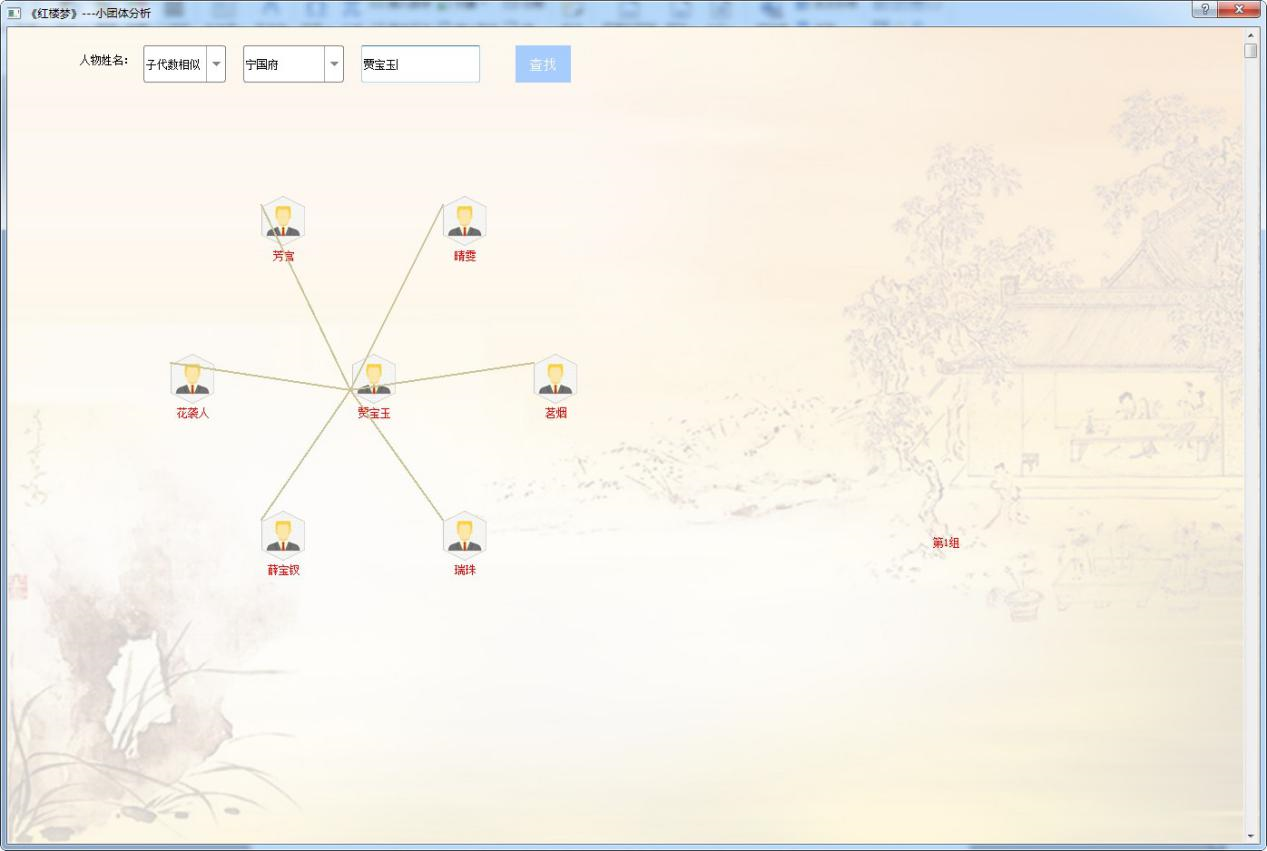 《红楼梦》---小团体分析
人物姓名:
子代数相似
宁国府
贾宝玉
查找
芳官
晴雯
花袭人
贾宝玉
茗烟
薛宝钗
瑞珠
第1组